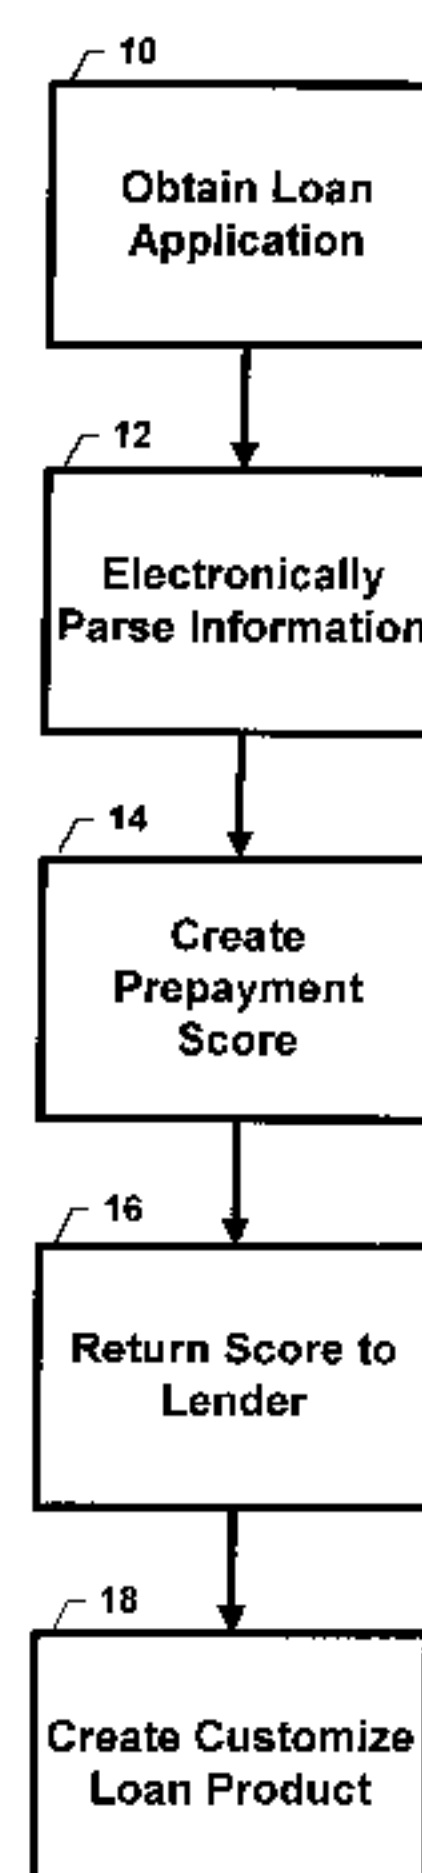 10
Obtain Loan
Application
12
Electronically
Parse Information
14
Create
Prepayment
Score
16
Return Score to
Lender
18
Create Customize
Loan Product